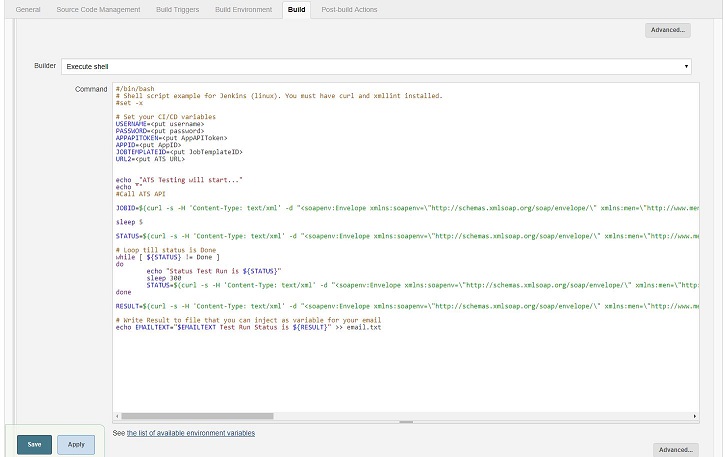 General Source Code Management Build Triggers Build Environment Build Post-build Actions
Advanced...
Builder Execute shell
Command
#/bin/bash
# Shell script example for Jenkins (linux). You must have curl and xmllint installed.
#set -x
# Set your CI/CD variables
USERNAME=<put username>
PASSWORD=<put password>
APPAPITOKEN=<put AppAPIToken>
APPID=<put AppID>
JOBTEMPLATEID=<put JobTemplateID>
URL2=<put ATS URL>
echo "ATS Testing will start..."
echo ""
#Call ATS API
JOBID=$(curl -s -H 'Content-Type: text/xml' -d "<soapenv:Envelope xmlns:soapenv=\"http://schemas.xmlsoap.org/soap/envelope/\" xmlns:men=\"http://www.mer
sleep 5
STATUS=$(curl -s -H 'Content-Type: text/xml' -d "<soapenv:Envelope xmlns:soapenv=\"http://schemas.xmlsoap.org/soap/envelope/\" xmlns:men=\"http://www.me
# Loop till status is Done
while [ ${STATUS} != Done ]
do
echo "Status Test Run is ${STATUS}"
sleep 300
STATUS=$(curl -s -H 'Content-Type: text/xml' -d "<soapenv:Envelope xmlns:soapenv=\"http://schemas.xmlsoap.org/soap/envelope/\" xmlns:men=\"http:
done
RESULT=$(curl -s -H 'Content-Type: text/xml' -d "<soapenv:Envelope xmlns:soapenv=\"http://schemas.xmlsoap.org/soap/envelope/\" xmlns:men=\"http://www.me
# Write Result to file that you can inject as variable for your email
echo EMAILTEXT="$EMAILTEXT Test Run Status is ${RESULT}" >> email.txt
See the list of available environment variables
Save Apply
Advanced...